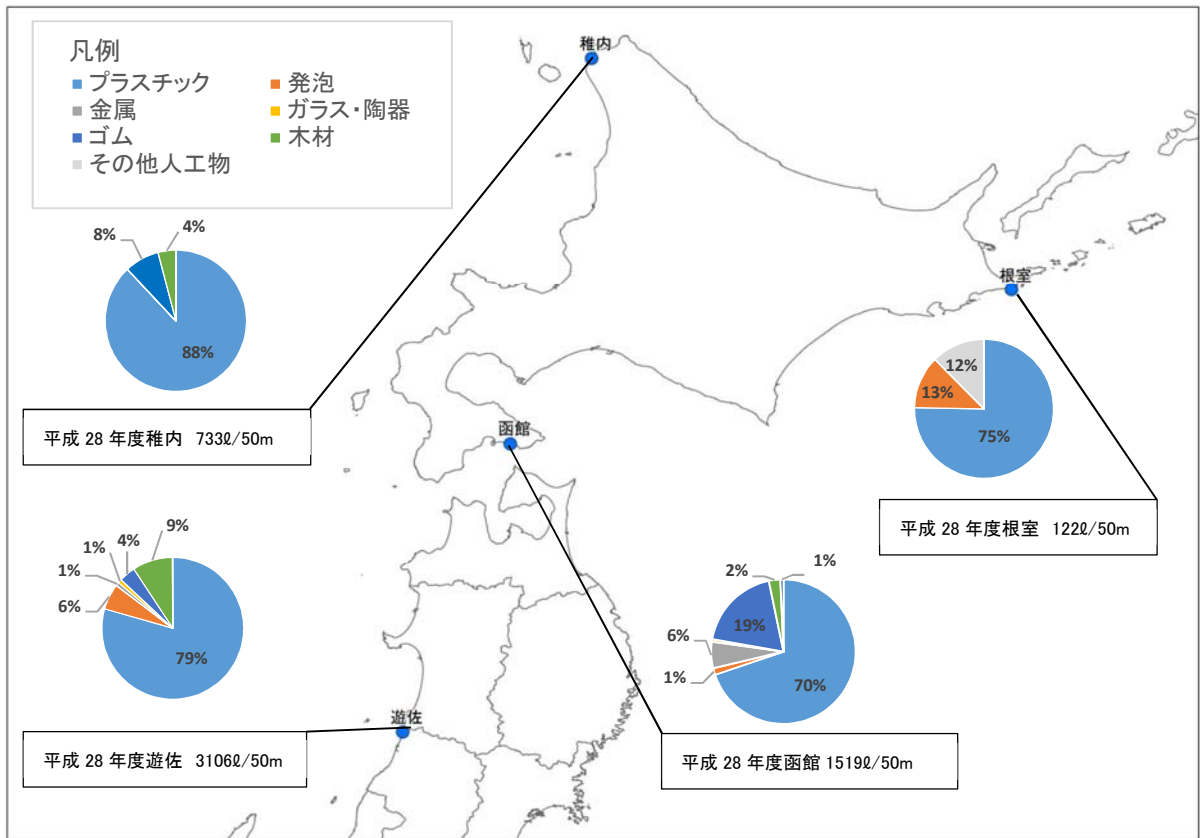 凡例
プラスチック 発泡
金属 ガラス・陶器
ゴム 木材
その他人工物
稚内
8% 4%
88%
平成 28 年度稚内 733ℓ/50m
根室
12%
13%
75%
平成 28 年度根室 122ℓ/50m
函館
9%
4%
1%
1%
6%
79%
遊佐
平成 28 年度遊佐 3106ℓ/50m
2% 1%
19%
6%
1%
70%
平成 28 年度函館 1519ℓ/50m